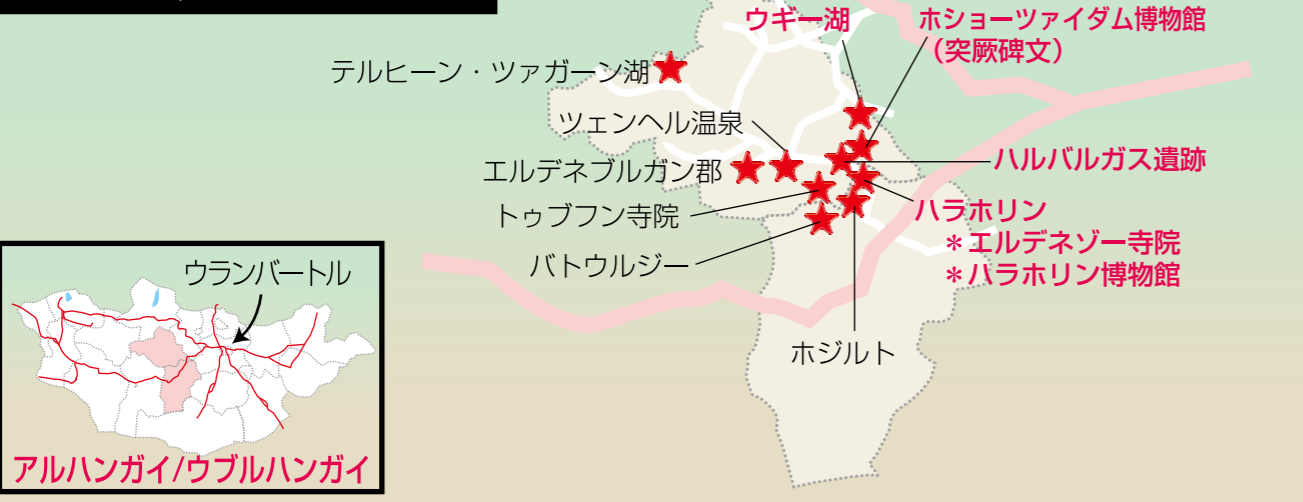 ウギー湖
ホショーツァイダム博物館
（突厥碑文）
テルヒーン・ツァガーン湖
ツェンヘル温泉
エルデネブルガン郡
ハルバルガス遺跡
トゥブフン寺院
ハラホリン
＊エルデネゾー寺院
＊ハラホリン博物館
バトウルジー
ホジルト
ウランバートル
アルハンガイ/ウブルハンガイ